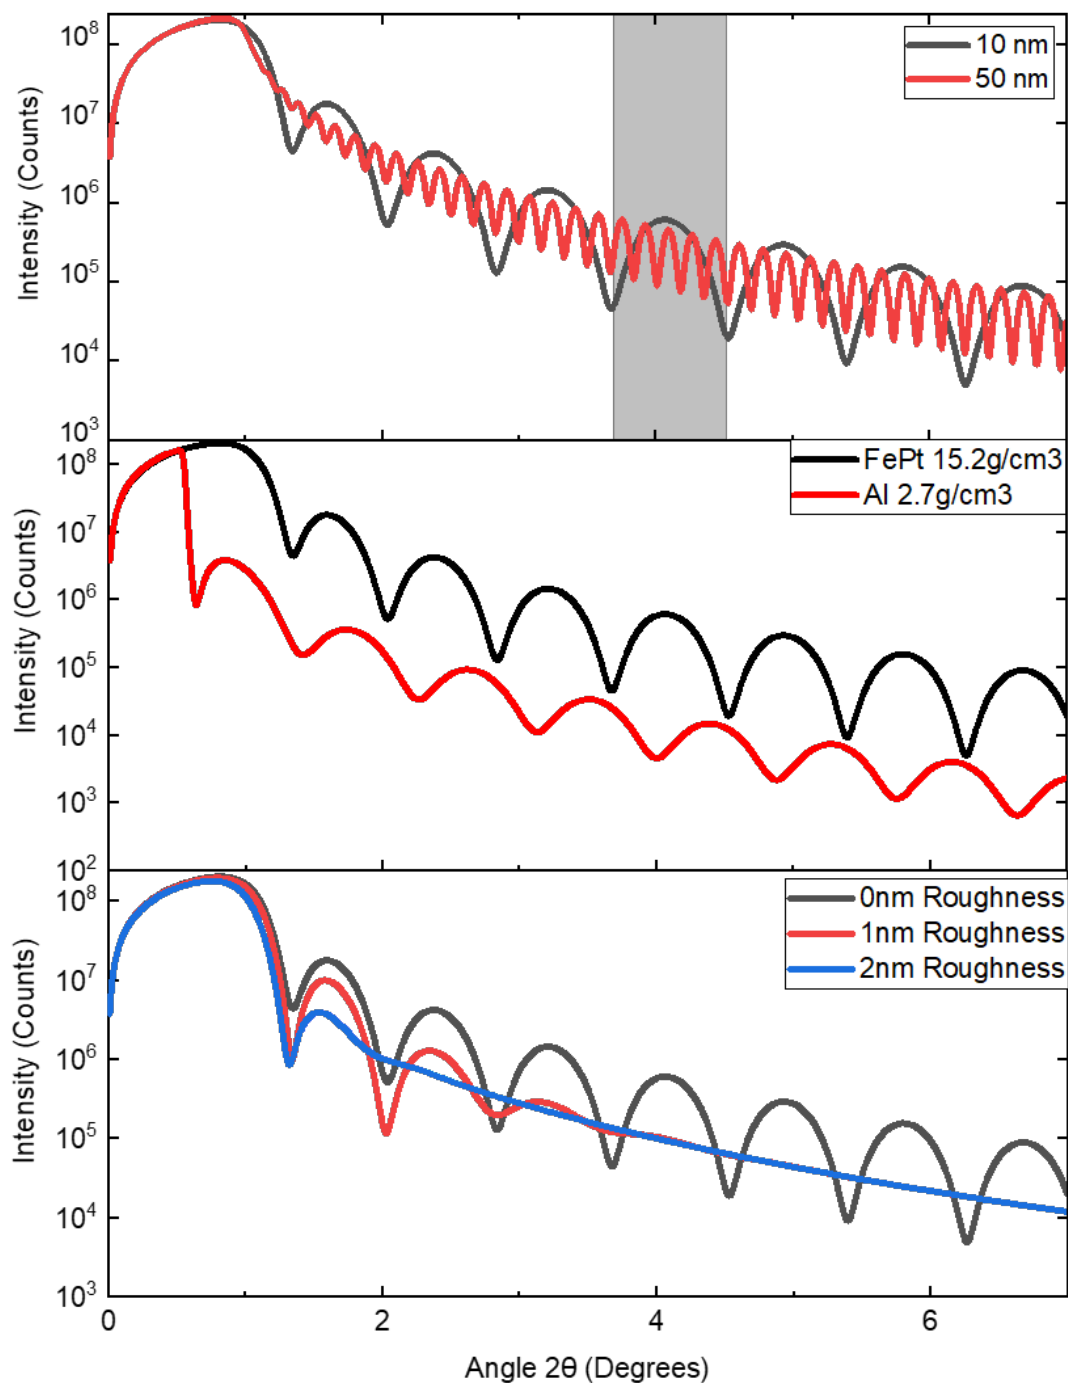 10⁸
10⁷
10⁶
10⁵
10⁴
10³
Intensity (Counts)
10 nm
50 nm
10⁸
10⁷
10⁶
10⁵
10⁴
10³
10²
Intensity (Counts)
FePt 15.2g/cm3
Al 2.7g/cm3
10⁸
10⁷
10⁶
10⁵
10⁴
10³
Intensity (Counts)
0nm Roughness
1nm Roughness
2nm Roughness
0 2 4 6
Angle 2θ (Degrees)